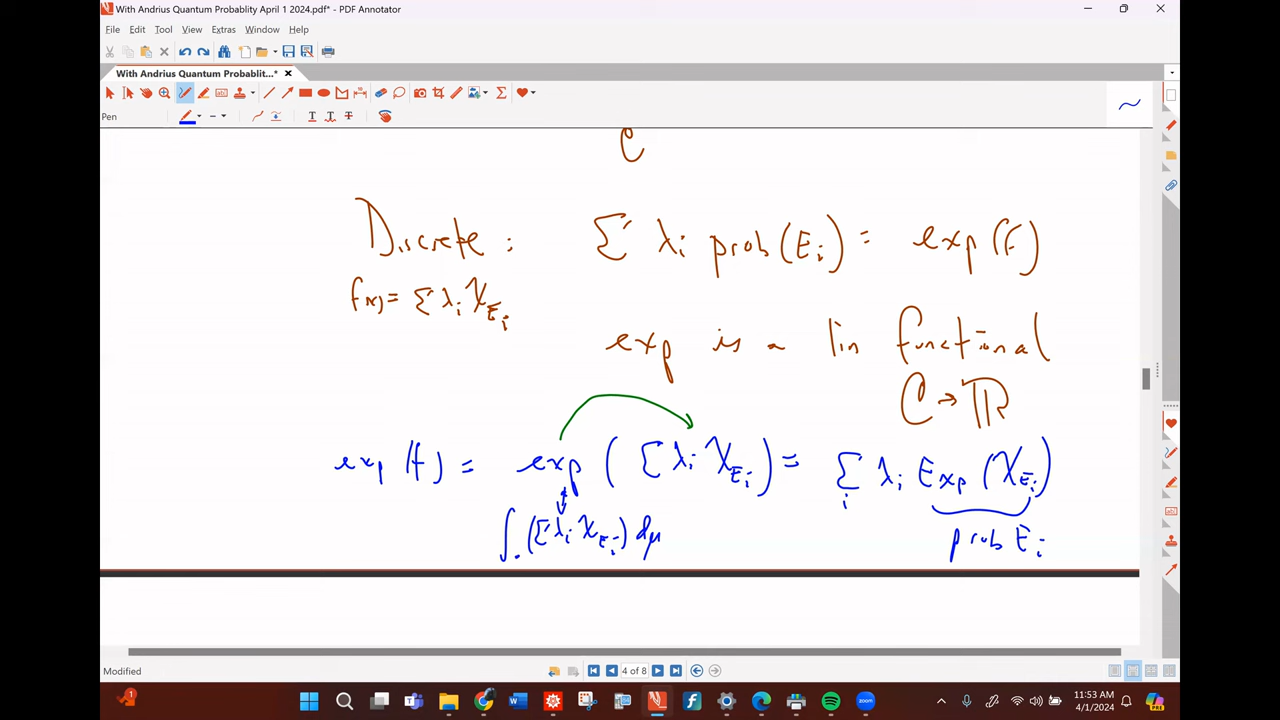 With Andrius Quantum Probablity April 1 2024.pdf* - PDF Annotator
File Edit Tool View Extras Window Help
With Andrius Quantum Probablit...*
Pen
C
Discrete : Σ λi prob(Ei) = exp(f)
f(x) = Σ λi χEi
exp is a lin functional
C → R
exp(f) = exp(Σ λi χEi) = Σi λi Exp(χEi)
∫.(Σ λi χEi) dμ prob Ei
Modified 4 of 8
1
11:53 AM
4/1/2024